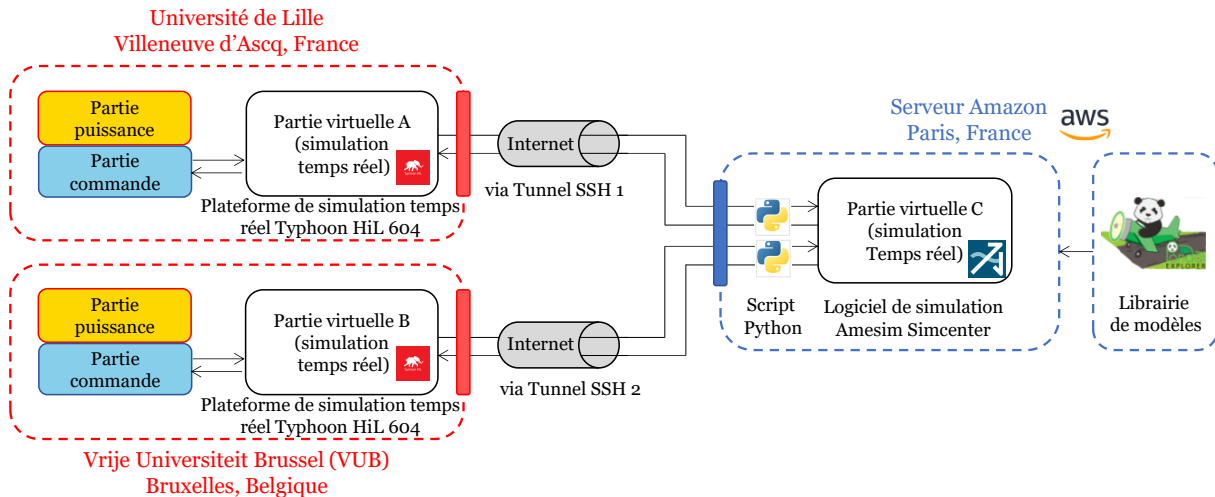 Université de Lille
Villeneuve d'Ascq, France
Partie
puissance
Partie
commande
Partie virtuelle A
(simulation
temps réel)
Plateforme de simulation temps
réel Typhoon HiL 604
Internet
via Tunnel SSH 1
Serveur Amazon
Paris, France
aws
Partie virtuelle C
(simulation
Temps réel)
Script
Python
Logiciel de simulation
Amesim Simcenter
EXPLORER
Librairie
de modèles
Partie
puissance
Partie
commande
Partie virtuelle B
(simulation
temps réel)
Plateforme de simulation temps
réel Typhoon HiL 604
Internet
via Tunnel SSH 2
Vrije Universiteit Brussel (VUB)
Bruxelles, Belgique